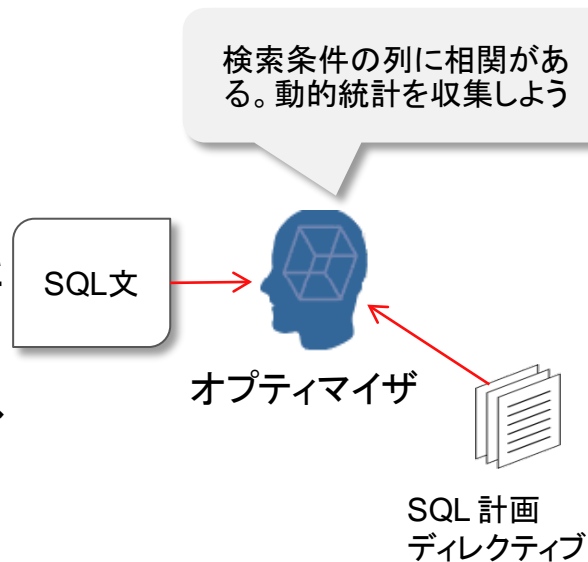 検索条件の列に相関があ
る。動的統計を収集しよう
SQL文
オプティマイザ
SQL 計画
ディレクティブ